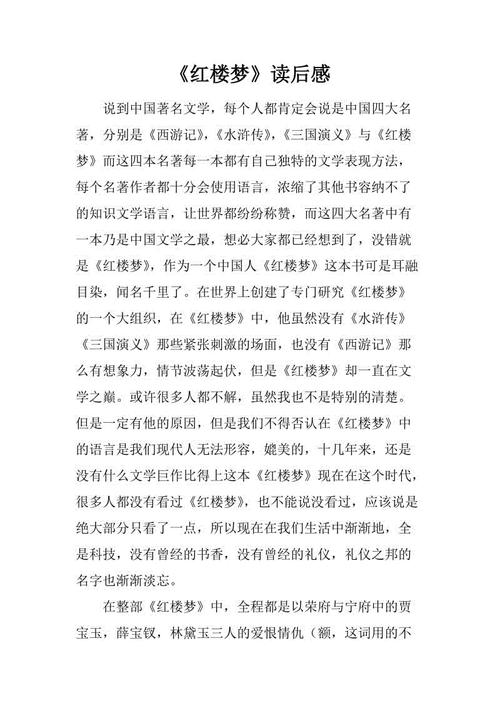 《红楼梦》读后感
说到中国著名文学，每个人都肯定会说是中国四大名
著，分别是《西游记》，《水浒传》，《三国演义》与《红楼
梦》而这四本名著每一本都有自己独特的文学表现方法，
每个名著作者都十分会使用语言，浓缩了其他书容纳不了
的知识文学语言，让世界都纷纷称赞，而这四大名著中有
一本乃是中国文学之最，想必大家都已经想到了，没错就
是《红楼梦》，作为一个中国人《红楼梦》这本书可是耳融
目染，闻名千里了。在世界上创建了专门研究《红楼梦》
的一个大组织，在《红楼梦》中，他虽然没有《水浒传》
《三国演义》那些紧张刺激的场面，也没有《西游记》那
么有想象力，情节波荡起伏，但是《红楼梦》却一直在文
学之巅。或许很多人都不解，虽然我也不是特别的清楚。
但是一定有他的原因，但是我们不得否认在《红楼梦》中
的语言是我们现代人无法形容，媲美的，十几年来，还是
没有什么文学巨作比得上这本《红楼梦》现在在这个时代，
很多人都没有看过《红楼梦》，也不能说没看过，应该说是
绝大部分只看了一点，所以现在在我们生活中渐渐地，全
是科技，没有曾经的书香，没有曾经的礼仪，礼仪之邦的
名字也渐渐淡忘。
在整部《红楼梦》中，全程都是以荣府与宁府中的贾
宝玉，薛宝钗，林黛玉三人的爱恨情仇（额，这词用的不